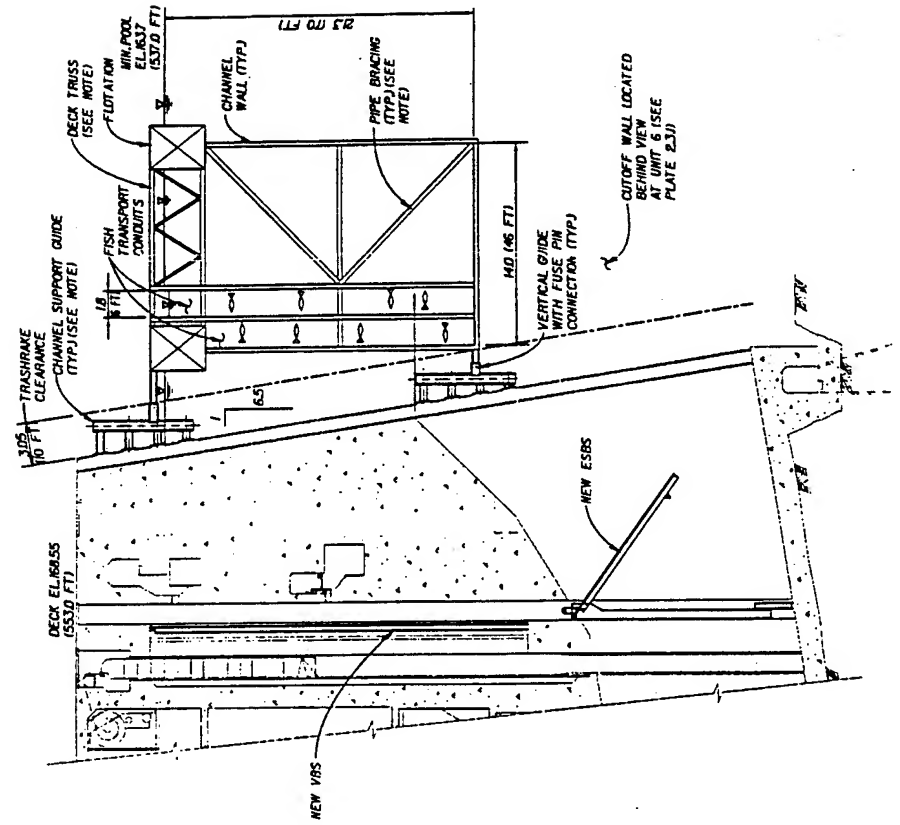 DECK TRUSS
(SEE NOTE)
FLOTATION
MIN. POOL
EL.163.7
(537.0 FT)
21.3 (70 FT)
CHANNEL
WALL (TYP.)
PIPE BRACING
(TYP.) (SEE
NOTE)
FISH
TRANSPORT
CONDUITS
1.8
6 FT)
TRASHRAKE
CLEARANCE
CHANNEL SUPPORT GUIDE
(TYP.) (SEE NOTE)
3.05
(10 FT)
1
6.5
14.0 (46 FT)
VERTICAL GUIDE
WITH FUSE PIN
CONNECTION (TYP.)
CUTOFF WALL LOCATED
BEHIND VIEW
AT UNIT 6 (SEE
PLATE 2.3.1)
DECK EL.168.55
(553.0 FT)
NEW ESBS
NEW VBS